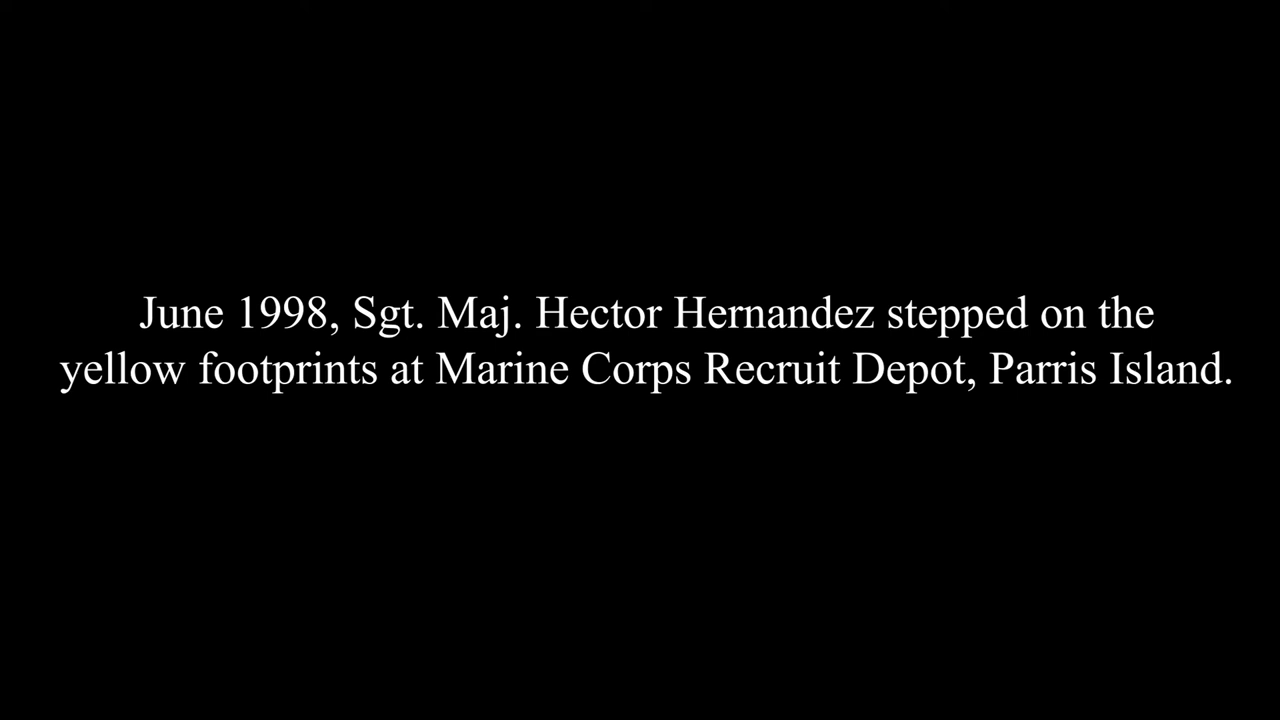 June 1998, Sgt. Maj. Hector Hernandez stepped on the
yellow footprints at Marine Corps Recruit Depot, Parris Island.